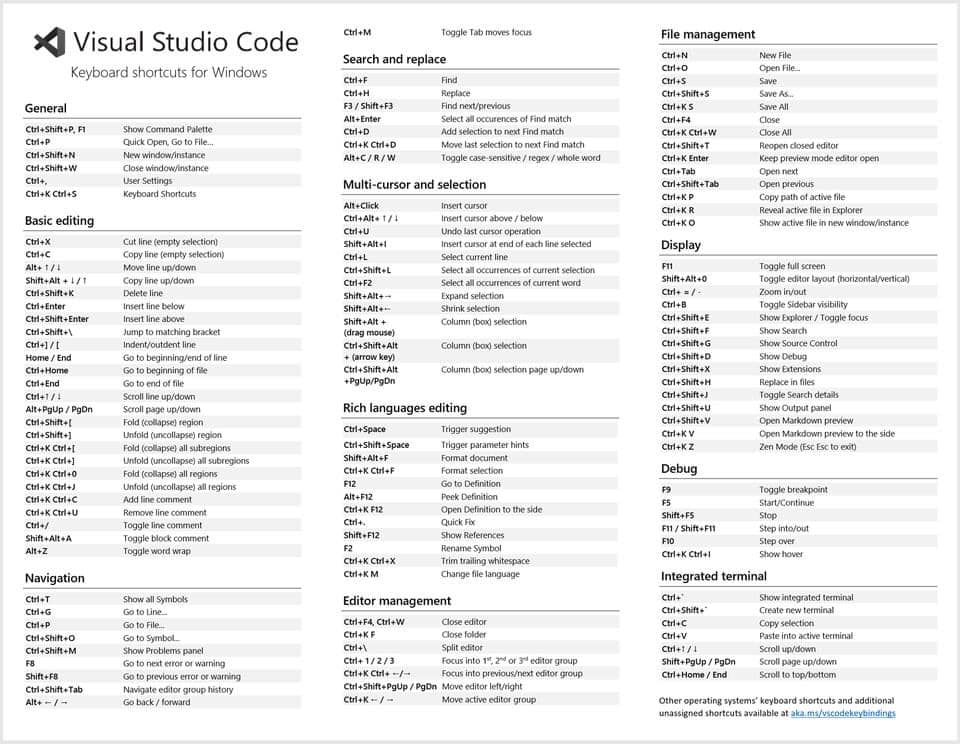 Visual Studio Code
Keyboard shortcuts for Windows
General
Ctrl+Shift+P, F1 Show Command Palette
Ctrl+P Quick Open, Go to File…
Ctrl+Shift+N New window/instance
Ctrl+Shift+W Close window/instance
Ctrl+, User Settings
Ctrl+K Ctrl+S Keyboard Shortcuts
Basic editing
Ctrl+X Cut line (empty selection)
Ctrl+C Copy line (empty selection)
Alt+ ↑ / ↓ Move line up/down
Shift+Alt + ↓ / ↑ Copy line up/down
Ctrl+Shift+K Delete line
Ctrl+Enter Insert line below
Ctrl+Shift+Enter Insert line above
Ctrl+Shift+\ Jump to matching bracket
Ctrl+] / [ Indent/outdent line
Home / End Go to beginning/end of line
Ctrl+Home Go to beginning of file
Ctrl+End Go to end of file
Ctrl+↑ / ↓ Scroll line up/down
Alt+PgUp / PgDn Scroll page up/down
Ctrl+Shift+[ Fold (collapse) region
Ctrl+Shift+] Unfold (uncollapse) region
Ctrl+K Ctrl+[ Fold (collapse) all subregions
Ctrl+K Ctrl+] Unfold (uncollapse) all subregions
Ctrl+K Ctrl+0 Fold (collapse) all regions
Ctrl+K Ctrl+J Unfold (uncollapse) all regions
Ctrl+K Ctrl+C Add line comment
Ctrl+K Ctrl+U Remove line comment
Ctrl+/ Toggle line comment
Shift+Alt+A Toggle block comment
Alt+Z Toggle word wrap
Navigation
Ctrl+T Show all Symbols
Ctrl+G Go to Line...
Ctrl+P Go to File...
Ctrl+Shift+O Go to Symbol...
Ctrl+Shift+M Show Problems panel
F8 Go to next error or warning
Shift+F8 Go to previous error or warning
Ctrl+Shift+Tab Navigate editor group history
Alt+ ← / → Go back / forward
Ctrl+M Toggle Tab moves focus
Search and replace
Ctrl+F Find
Ctrl+H Replace
F3 / Shift+F3 Find next/previous
Alt+Enter Select all occurences of Find match
Ctrl+D Add selection to next Find match
Ctrl+K Ctrl+D Move last selection to next Find match
Alt+C / R / W Toggle case-sensitive / regex / whole word
Multi-cursor and selection
Alt+Click Insert cursor
Ctrl+Alt+ ↑ / ↓ Insert cursor above / below
Ctrl+U Undo last cursor operation
Shift+Alt+I Insert cursor at end of each line selected
Ctrl+L Select current line
Ctrl+Shift+L Select all occurrences of current selection
Ctrl+F2 Select all occurrences of current word
Shift+Alt+→ Expand selection
Shift+Alt+← Shrink selection
Shift+Alt + Column (box) selection
(drag mouse)
Ctrl+Shift+Alt Column (box) selection
+ (arrow key)
Ctrl+Shift+Alt Column (box) selection page up/down
+PgUp/PgDn
Rich languages editing
Ctrl+Space Trigger suggestion
Ctrl+Shift+Space Trigger parameter hints
Shift+Alt+F Format document
Ctrl+K Ctrl+F Format selection
F12 Go to Definition
Alt+F12 Peek Definition
Ctrl+K F12 Open Definition to the side
Ctrl+. Quick Fix
Shift+F12 Show References
F2 Rename Symbol
Ctrl+K Ctrl+X Trim trailing whitespace
Ctrl+K M Change file language
Editor management
Ctrl+F4, Ctrl+W Close editor
Ctrl+K F Close folder
Ctrl+\ Split editor
Ctrl+ 1 / 2 / 3 Focus into 1st, 2nd or 3rd editor group
Ctrl+K Ctrl+ ←/→ Focus into previous/next editor group
Ctrl+Shift+PgUp / PgDn Move editor left/right
Ctrl+K ← / → Move active editor group
File management
Ctrl+N New File
Ctrl+O Open File...
Ctrl+S Save
Ctrl+Shift+S Save As...
Ctrl+K S Save All
Ctrl+F4 Close
Ctrl+K Ctrl+W Close All
Ctrl+Shift+T Reopen closed editor
Ctrl+K Enter Keep preview mode editor open
Ctrl+Tab Open next
Ctrl+Shift+Tab Open previous
Ctrl+K P Copy path of active file
Ctrl+K R Reveal active file in Explorer
Ctrl+K O Show active file in new window/instance
Display
F11 Toggle full screen
Shift+Alt+0 Toggle editor layout (horizontal/vertical)
Ctrl+ = / - Zoom in/out
Ctrl+B Toggle Sidebar visibility
Ctrl+Shift+E Show Explorer / Toggle focus
Ctrl+Shift+F Show Search
Ctrl+Shift+G Show Source Control
Ctrl+Shift+D Show Debug
Ctrl+Shift+X Show Extensions
Ctrl+Shift+H Replace in files
Ctrl+Shift+J Toggle Search details
Ctrl+Shift+U Show Output panel
Ctrl+Shift+V Open Markdown preview
Ctrl+K V Open Markdown preview to the side
Ctrl+K Z Zen Mode (Esc Esc to exit)
Debug
F9 Toggle breakpoint
F5 Start/Continue
Shift+F5 Stop
F11 / Shift+F11 Step into/out
F10 Step over
Ctrl+K Ctrl+I Show hover
Integrated terminal
Ctrl+` Show integrated terminal
Ctrl+Shift+` Create new terminal
Ctrl+C Copy selection
Ctrl+V Paste into active terminal
Ctrl+↑ / ↓ Scroll up/down
Shift+PgUp / PgDn Scroll page up/down
Ctrl+Home / End Scroll to top/bottom
Other operating systems' keyboard shortcuts and additional
unassigned shortcuts available at aka.ms/vscodekeybindings